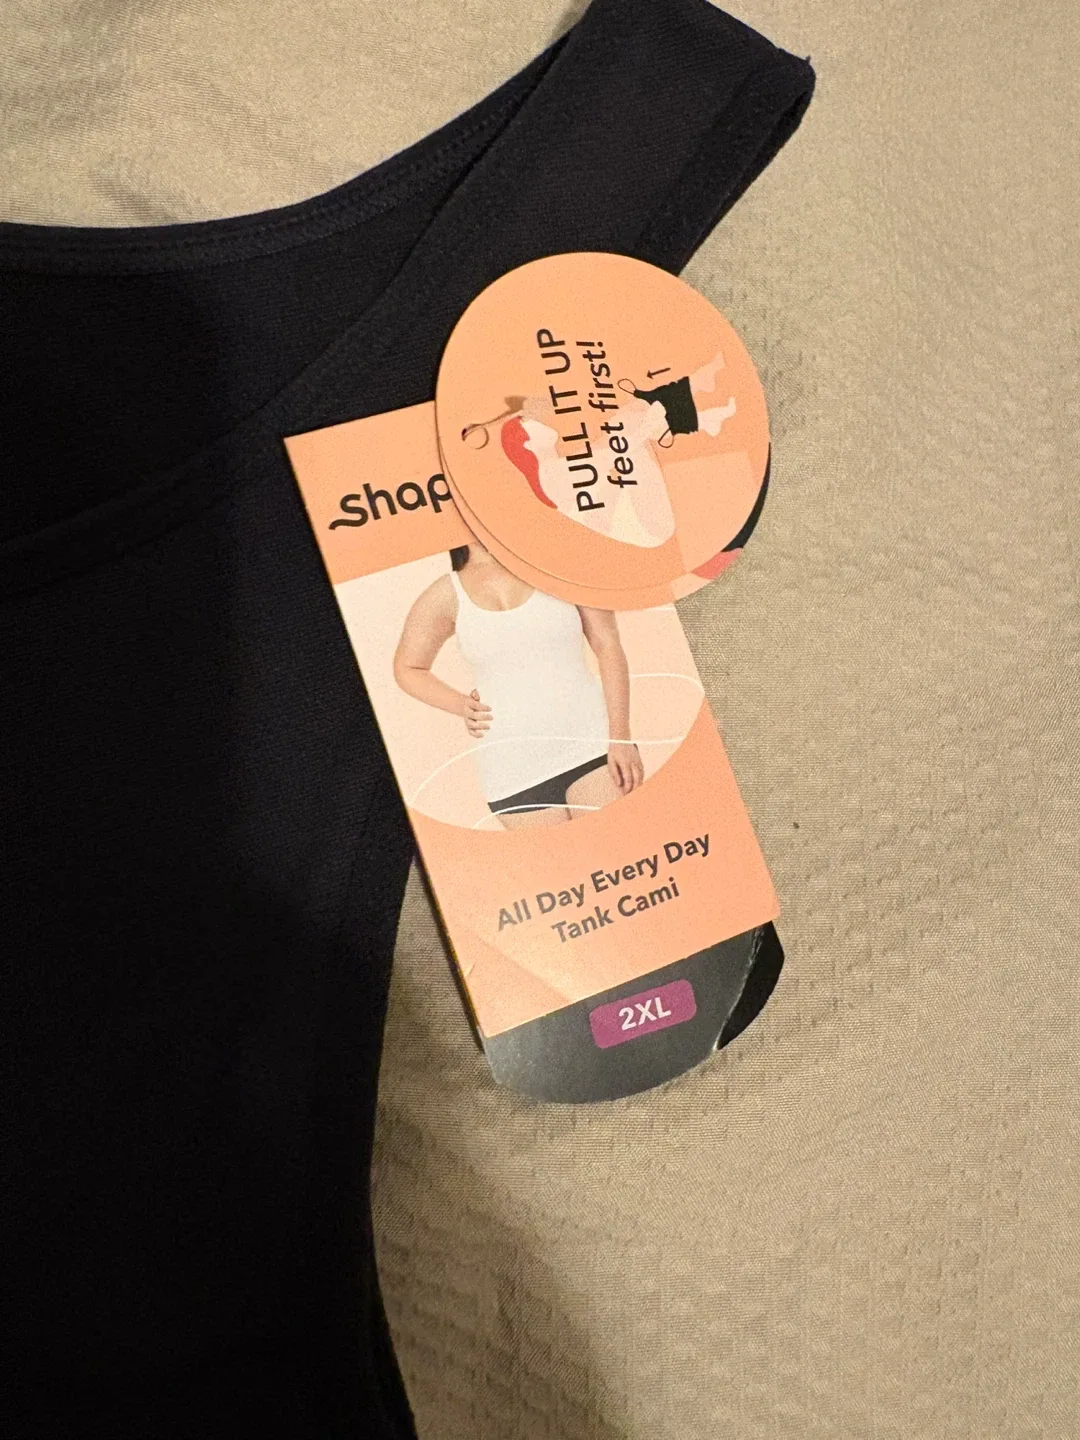 PULL IT UP
feet first!
shap
All Day Every Day
Tank Cami
2XL